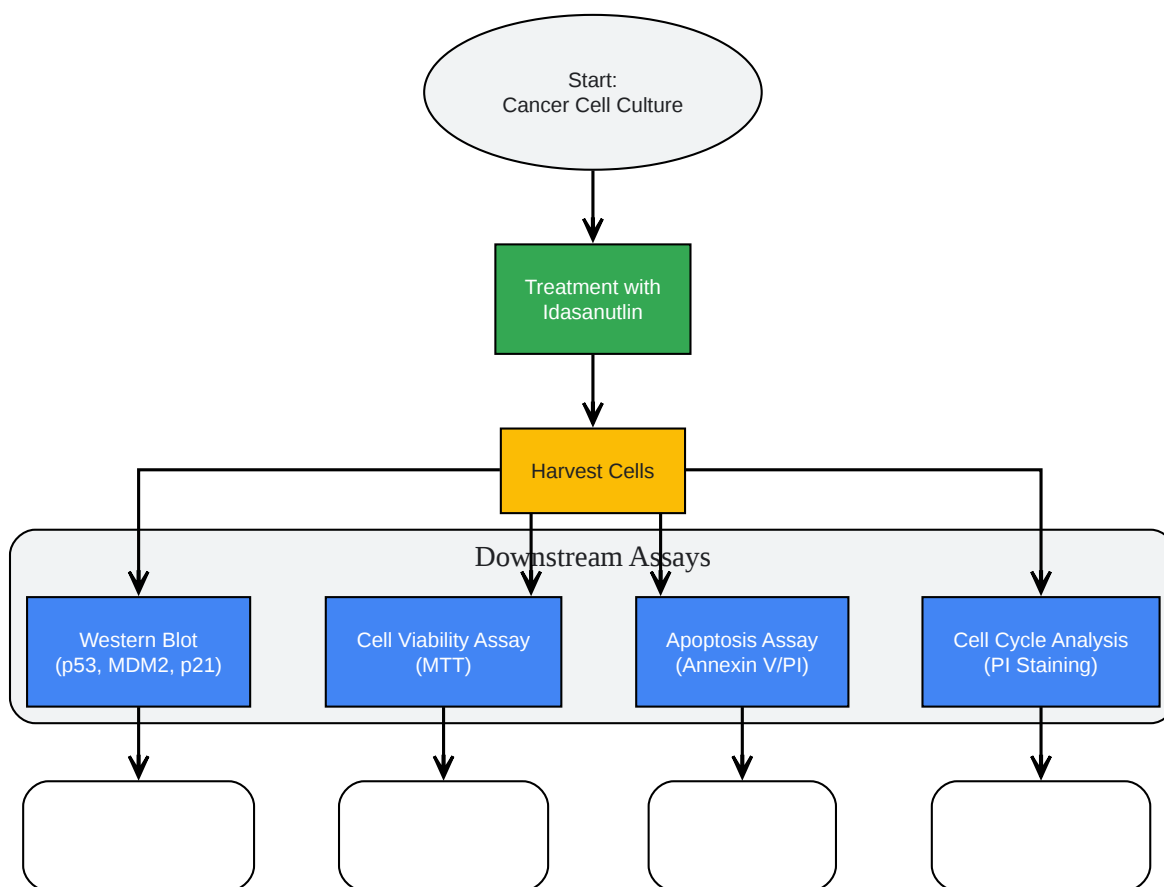 Start:
Cancer Cell Culture
Treatment with
Idasanutlin
Harvest Cells
Downstream Assays
Western Blot
(p53, MDM2, p21)
Cell Viability Assay
(MTT)
Apoptosis Assay
(Annexin V/PI)
Cell Cycle Analysis
(PI Staining)